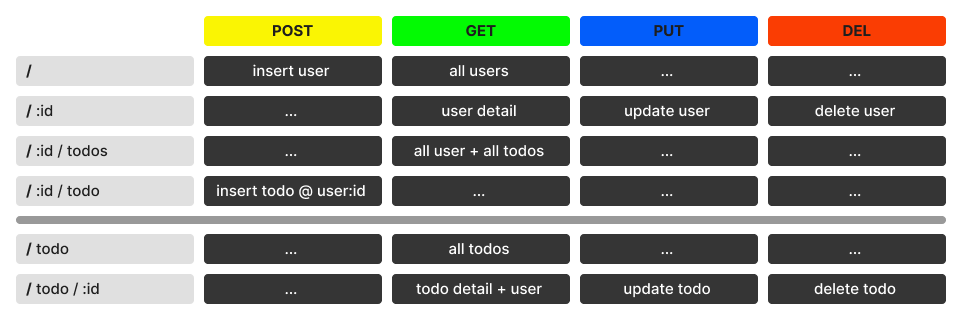 POST GET PUT DEL
/ insert user all users ... ...
/ :id ... user detail update user delete user
/ :id / todos ... all user + all todos ... ...
/ :id / todo insert todo @ user:id ... ... ...
/ todo ... all todos ... ...
/ todo / :id ... todo detail + user update todo delete todo